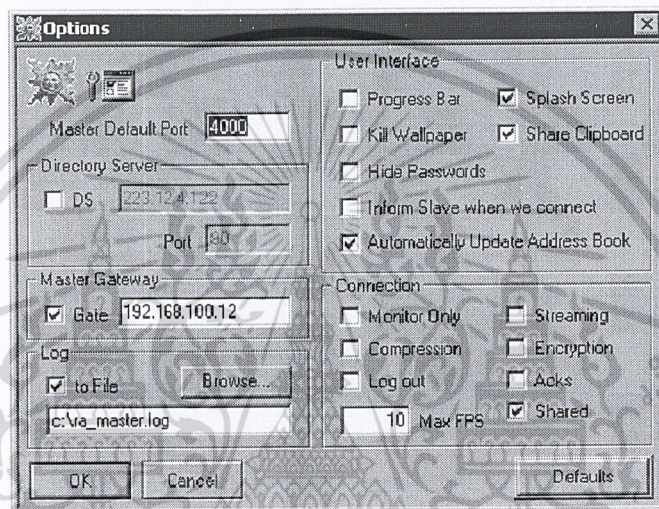 Options
Master Default Port 4000
Directory Server
DS 223.124.122
Port 80
Master Gateway
Gate 192.168.100.12
Log
to File Browse...
c:\ra_master.log
OK Cancel
User Interface
Progress Bar Splash Screen
Kill Wallpaper Share Clipboard
Hide Passwords
Inform Slave when we connect
Automatically Update Address Book
Connection
Monitor Only Streaming
Compression Encryption
Log out Acks
10 Max FPS Shared
Defaults